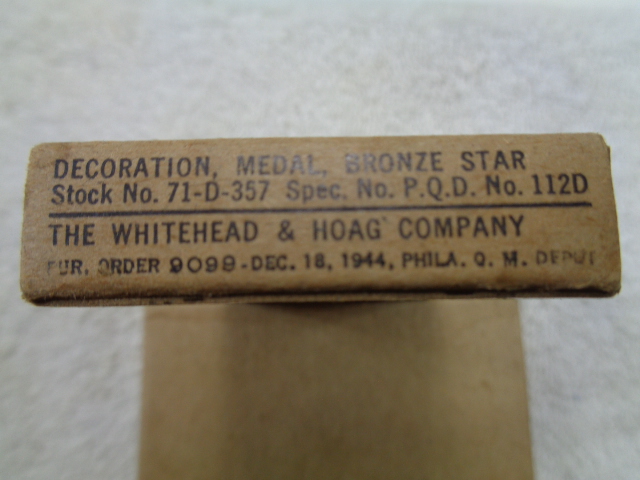 DECORATION, MEDAL, BRONZE STAR
Stock No. 71-D-357 Spec. No. P.Q.D. No. 112D
THE WHITEHEAD & HOAG COMPANY
PUR, ORDER 9099-DEC. 18, 1944, PHILA. Q. M. DEPOT